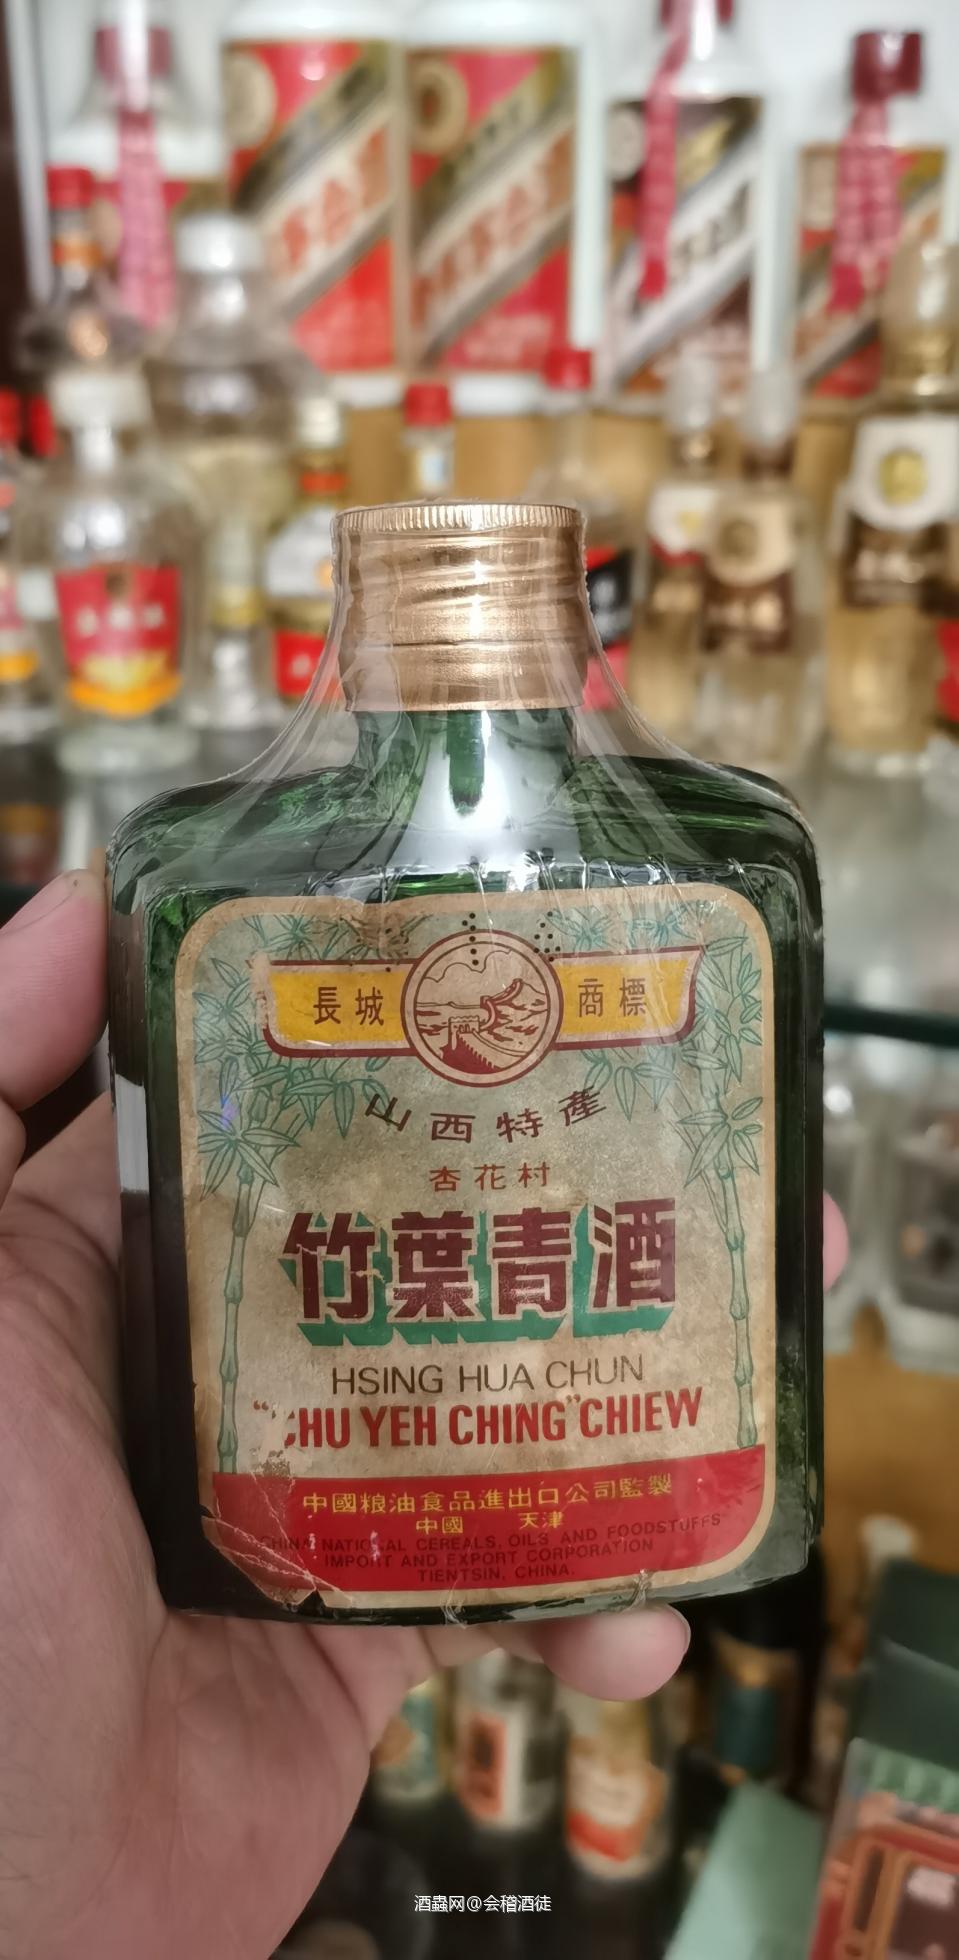 長城 商標
山西特產
杏花村
竹葉青酒
HSING HUA CHUN
"CHU YEH CHING" CHIEW
中國粮油食品進出口公司監製
中國 天津
CHINA NATIONAL CEREALS, OILS AND FOODSTUFFS
IMPORT AND EXPORT CORPORATION
TIENTSIN, CHINA.
酒蟲网@会稽酒徒